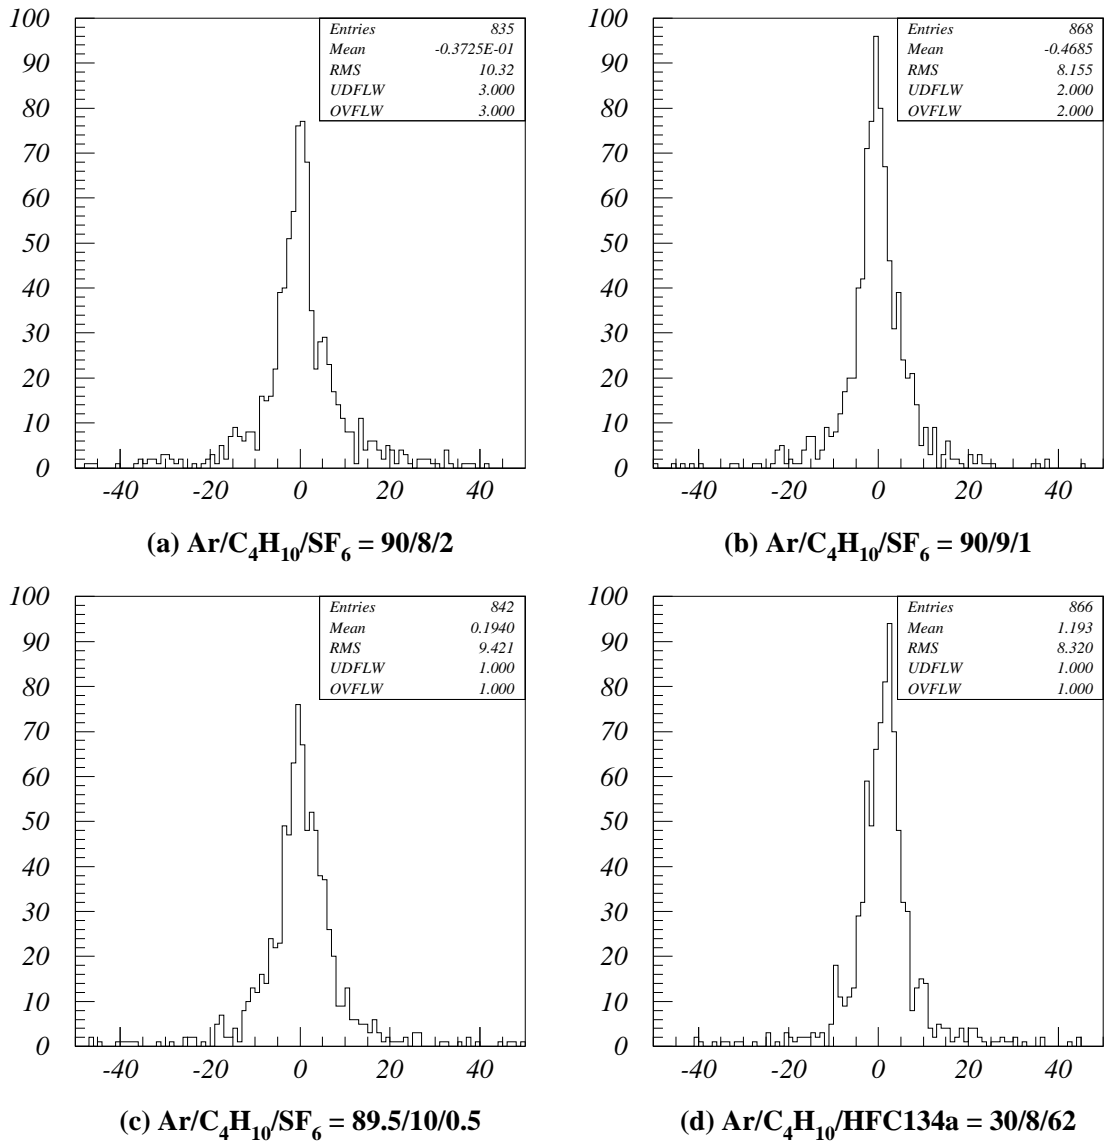 100
90
80
70
60
50
40
30
20
10
0
-40 -20 0 20 40
Entries 835
Mean -0.3725E-01
RMS 10.32
UDFLW 3.000
OVFLW 3.000
(a) Ar/C4H10/SF6 = 90/8/2
100
90
80
70
60
50
40
30
20
10
0
-40 -20 0 20 40
Entries 868
Mean -0.4685
RMS 8.155
UDFLW 2.000
OVFLW 2.000
(b) Ar/C4H10/SF6 = 90/9/1
100
90
80
70
60
50
40
30
20
10
0
-40 -20 0 20 40
Entries 842
Mean 0.1940
RMS 9.421
UDFLW 1.000
OVFLW 1.000
(c) Ar/C4H10/SF6 = 89.5/10/0.5
100
90
80
70
60
50
40
30
20
10
0
-40 -20 0 20 40
Entries 866
Mean 1.193
RMS 8.320
UDFLW 1.000
OVFLW 1.000
(d) Ar/C4H10/HFC134a = 30/8/62